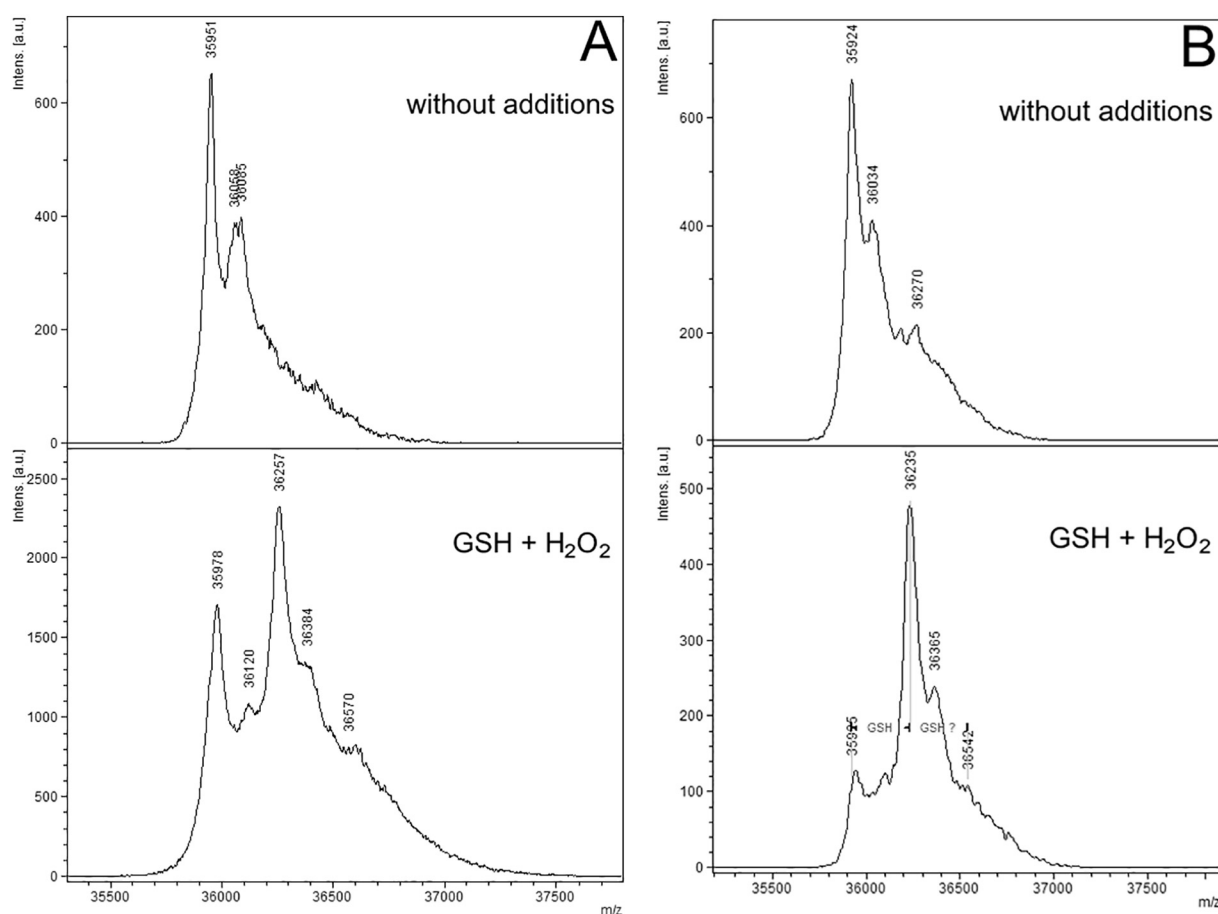 A
Intens. [a.u.]
without additions
35951
36058
36085
600
400
200
0
Intens. [a.u.]
GSH + H₂O₂
35978
36120
36257
36384
36570
2500
2000
1500
1000
500
0
35500 36000 36500 37000 37500
m/z
B
Intens. [a.u.]
without additions
35924
36034
36270
600
400
200
0
Intens. [a.u.]
GSH + H₂O₂
36235
36365
36542
GSH GSH ?
500
400
300
200
100
0
35500 36000 36500 37000 37500
m/z